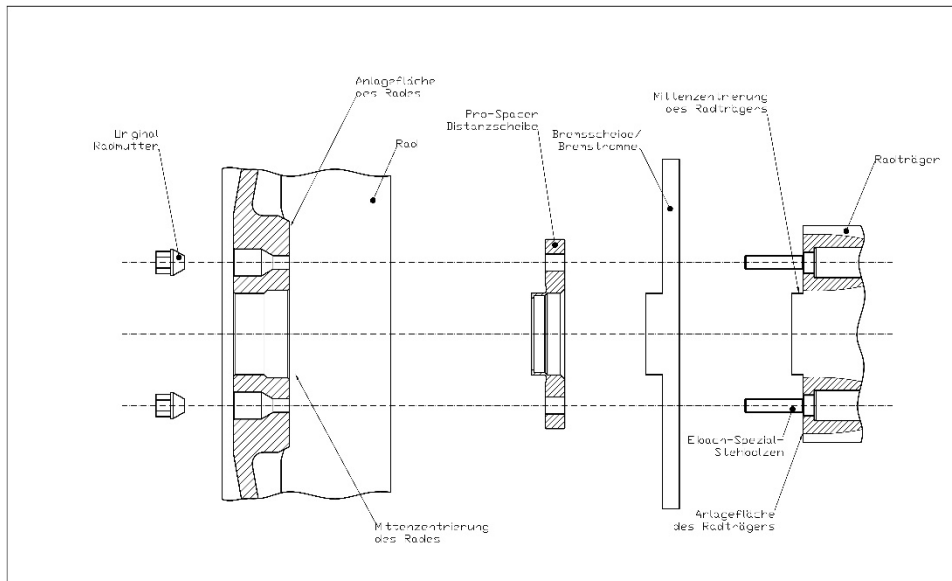 Original
Radmutter
Anlagefläche
des Rades
Rad
Pro-Spacer
Distanzscheibe
Bremsscheibe/
Bremstrommel
Mittenzentrierung
des Radträgers
Radträger
Mittenzentrierung
des Rades
Eibach-Spezial-
Stehbolzen
Anlagefläche
des Radträgers